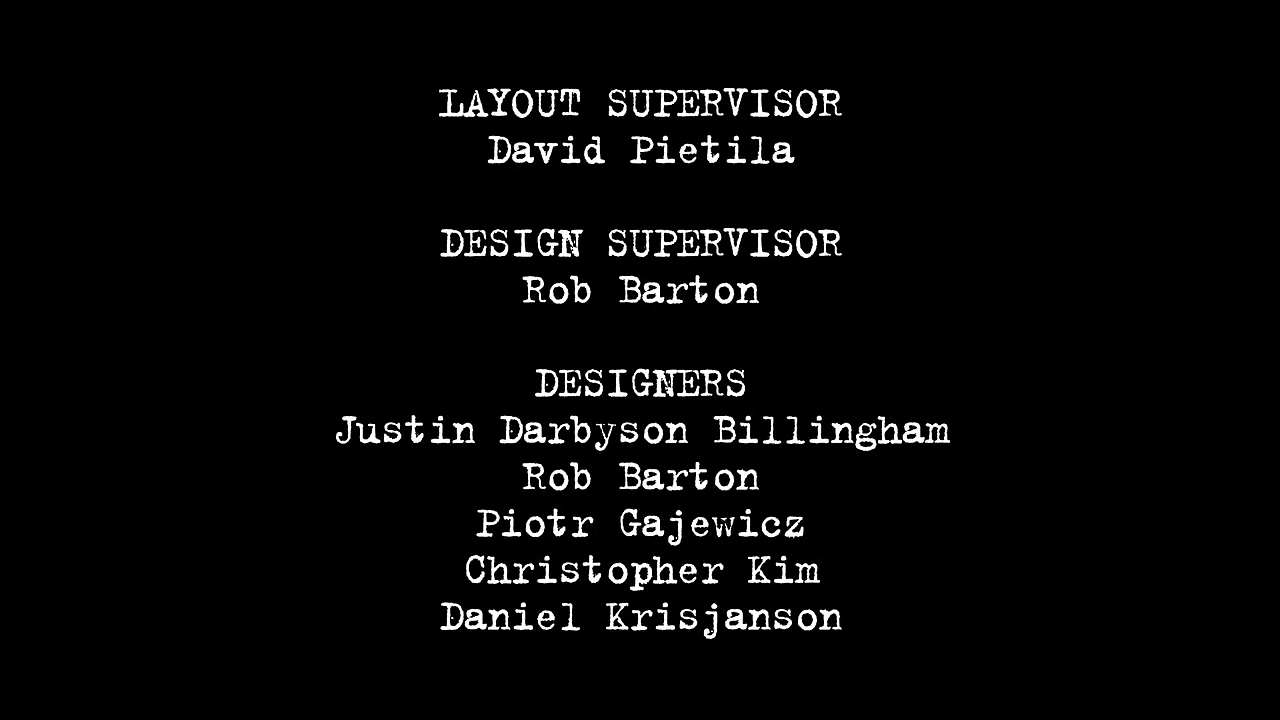 LAYOUT SUPERVISOR
David Pietila
DESIGN SUPERVISOR
Rob Barton
DESIGNERS
Justin Darbyson Billingham
Rob Barton
Piotr Gajewicz
Christopher Kim
Daniel Krisjanson